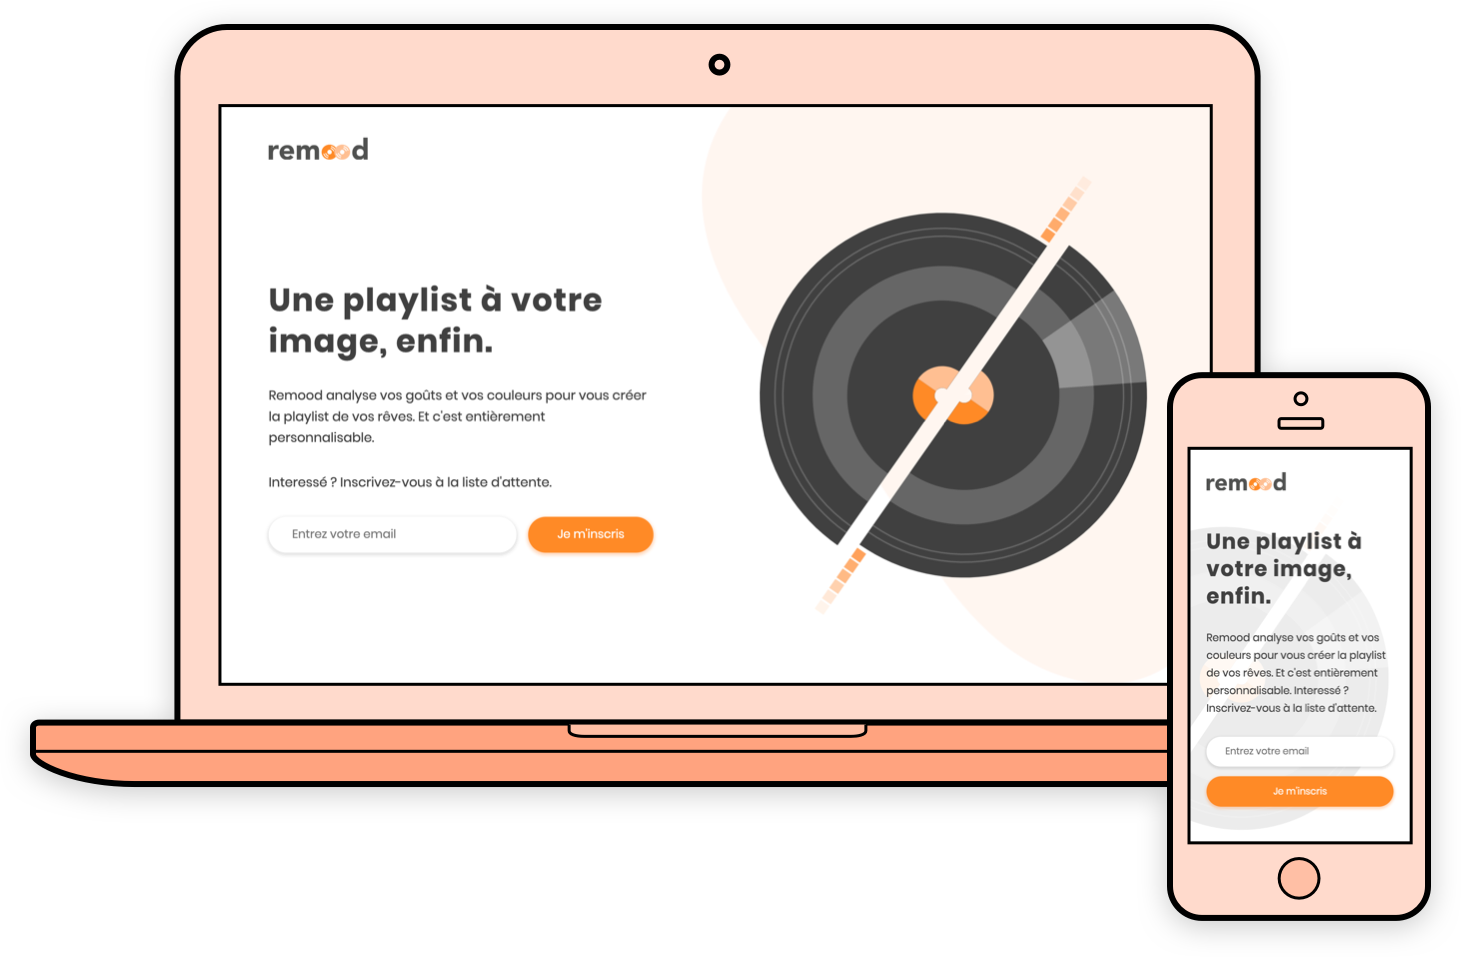 remood
Une playlist à votre
image, enfin.
Remood analyse vos goûts et vos couleurs pour vous créer
la playlist de vos rêves. Et c'est entièrement
personnalisable.
Interessé ? Inscrivez-vous à la liste d'attente.
Entrez votre email
Je m'inscris
remood
Une playlist à
votre image,
enfin.
Remood analyse vos goûts et vos
couleurs pour vous créer la playlist
de vos rêves. Et c'est entièrement
personnalisable. Interessé ?
Inscrivez-vous à la liste d'attente.
Entrez votre email
Je m'inscris